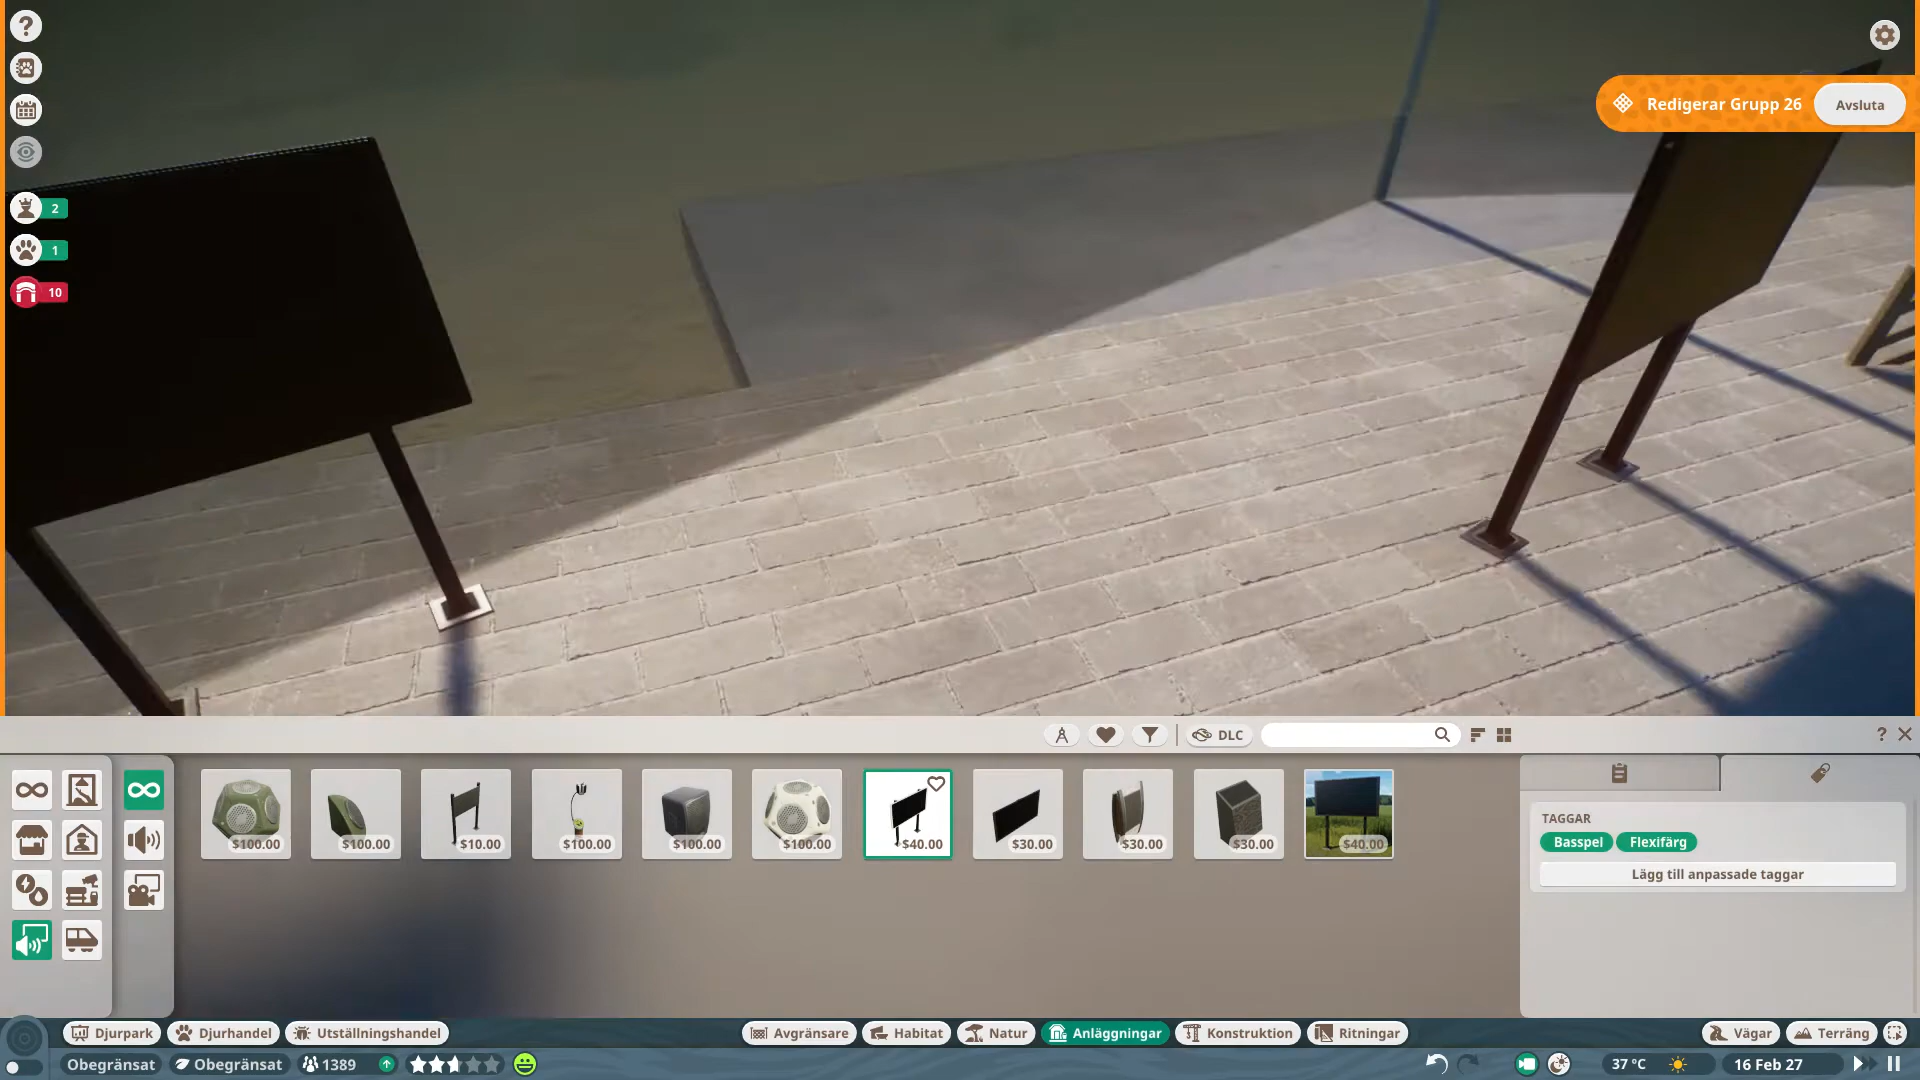 ?
Redigerar Grupp 26
Avsluta
2
1
10
DLC
?
$100.00
$100.00
$10.00
$100.00
$100.00
$100.00
$40.00
$30.00
$30.00
$30.00
$40.00
TAGGAR
Basspel
Flexifärg
Lägg till anpassade taggar
Djurpark
Djurhandel
Utställningshandel
Avgränsare
Habitat
Natur
Anläggningar
Konstruktion
Ritningar
Vägar
Terräng
Obegränsat
Obegränsat
1389
37 °C
16 Feb 27